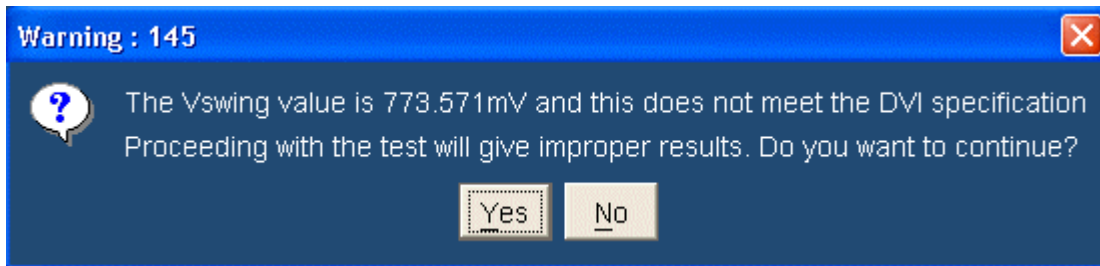 Warning : 145
The Vswing value is 773.571mV and this does not meet the DVI specification
Proceeding with the test will give improper results. Do you want to continue?
Yes No